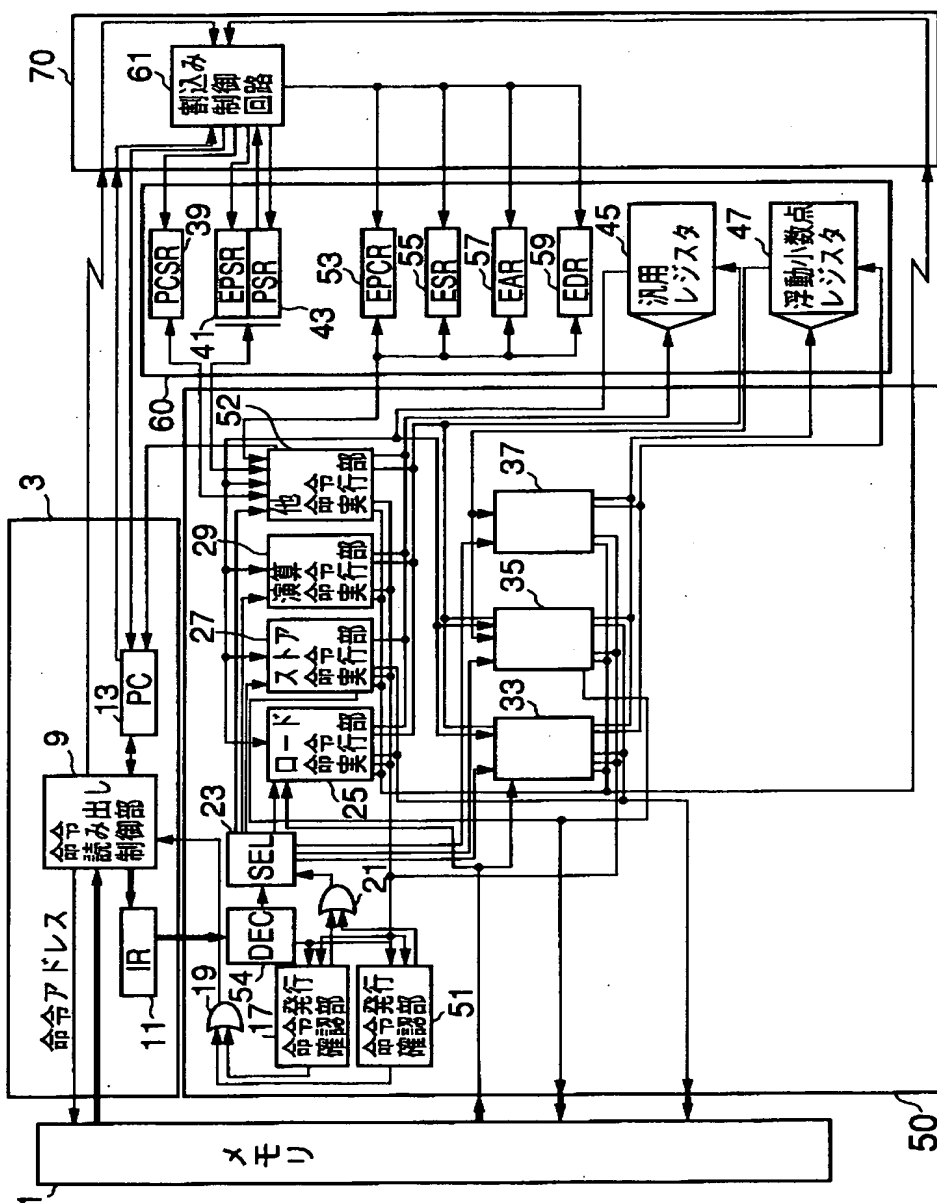 1
メモリ
3
命令アドレス
9
命令
読み出し
制御部
13
PC
IR
11
70
61
割込み
制御
回路
19
DEC
54
SEL
23
17
命令発行
確認部
命令発行
確認部
51
21
ロード
命令
実行部
25
27
ストア
命令
実行部
29
演算
命令
実行部
52
他
命令
実行部
33
35
37
50
60
PCSR
39
EPSR
41
PSR
43
53
EPCR
55
ESR
57
EAR
59
EDR
45
汎用
レジスタ
47
浮動小数点
レジスタ